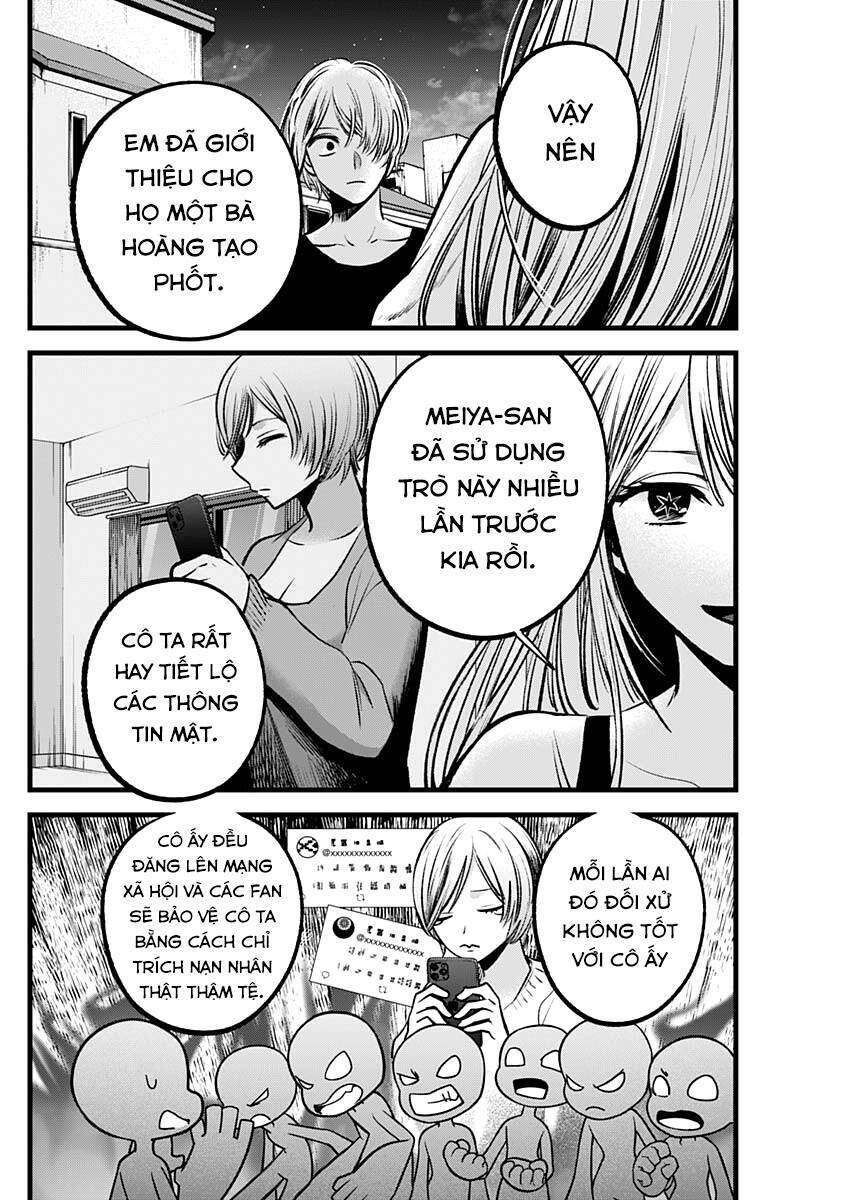 VẬY
NÊN
EM ĐÃ GIỚI
THIỆU CHO
HỌ MỘT BÀ
HOÀNG TẠO
PHỐT.
MEIYA-SAN
ĐÃ SỬ DỤNG
TRÒ NÀY NHIỀU
LẦN TRƯỚC
KIA RỒI.
CÔ TA RẤT
HAY TIẾT LỘ
CÁC THÔNG
TIN MẬT.
MỖI LẦN AI
ĐÓ ĐỐI XỬ
KHÔNG TỐT
VỚI CÔ ẤY
CÔ ẤY ĐỀU
ĐĂNG LÊN MẠNG
XÃ HỘI VÀ CÁC FAN
SẼ BẢO VỆ CÔ TA
BẰNG CÁCH CHỈ
TRÍCH NẠN NHÂN
THẬT THẬM TỆ.